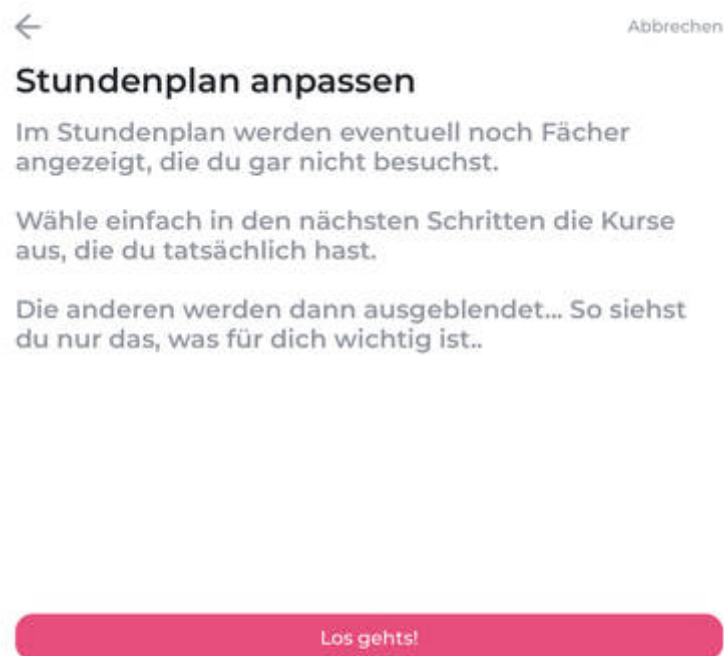 Abbrechen
Stundenplan anpassen
Im Stundenplan werden eventuell noch Fächer
angezeigt, die du gar nicht besuchst.
Wähle einfach in den nächsten Schritten die Kurse
aus, die du tatsächlich hast.
Die anderen werden dann ausgeblendet... So siehst
du nur das, was für dich wichtig ist..
Los gehts!